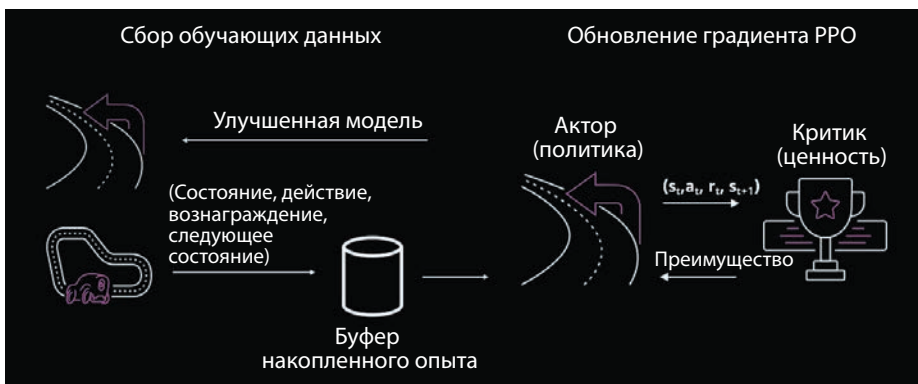 Сбор обучающих данных
Обновление градиента PPO
Улучшенная модель
Актор
(политика)
Критик
(ценность)
(Состояние, действие,
вознаграждение,
следующее
состояние)
(sₜ,aₜ, rₜ, sₜ₊₁)
Преимущество
Буфер
накопленного опыта